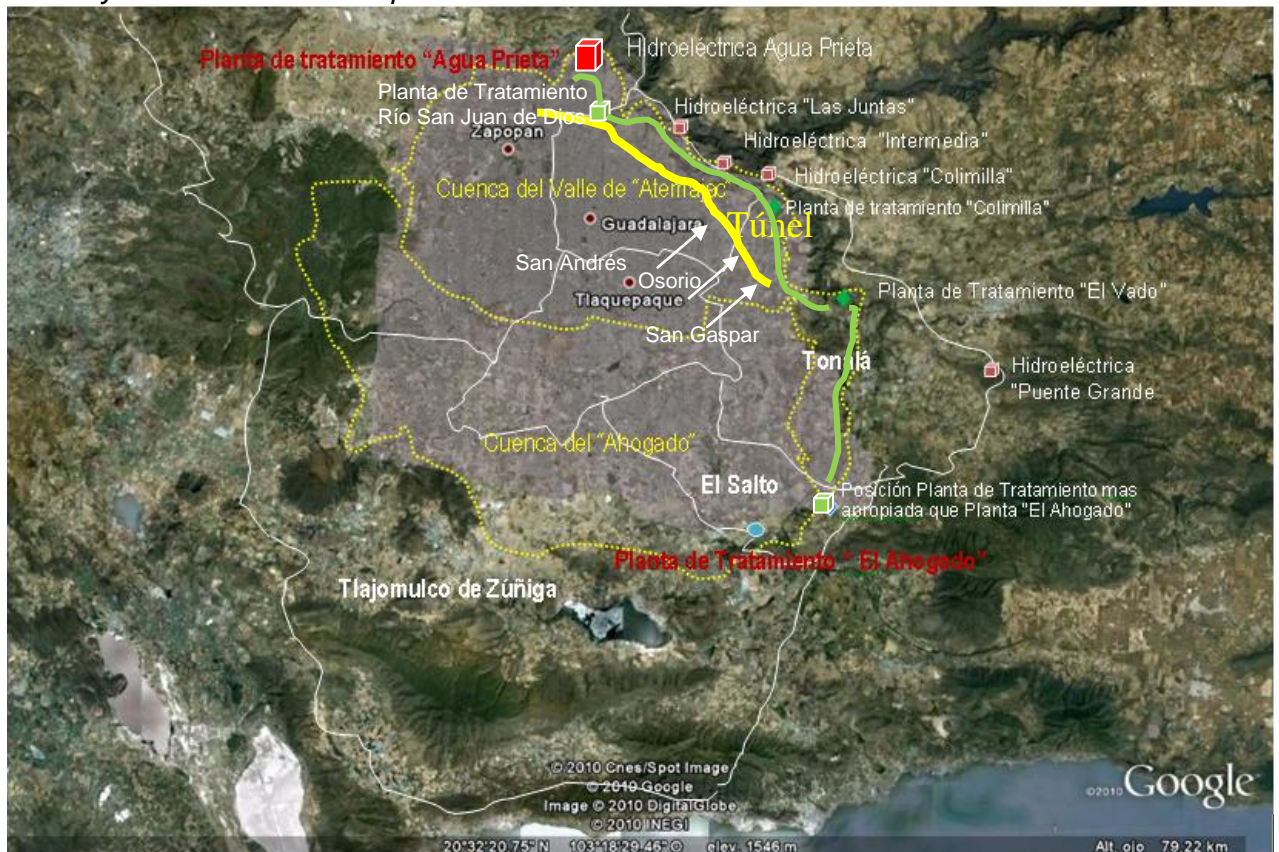 Planta de tratamiento "Agua Prieta"
Hidroeléctrica Agua Prieta
Planta de Tratamiento
Río San Juan de Dios
Hidroeléctrica "Las Juntas"
Zapopan
Hidroeléctrica "Intermedia"
Hidroeléctrica "Colimilla"
Cuenca del Valle de "Atemajac"
Planta de tratamiento "Colimilla"
Guadalajara
Túnel
San Andrés
Osorio
Tlaquepaque
Planta de Tratamiento "El Vado"
San Gaspar
Tonalá
Hidroeléctrica
"Puente Grande
Cuenca del "Ahogado"
El Salto
Posición Planta de Tratamiento mas
apropiada que Planta "El Ahogado"
Planta de Tratamiento " El Ahogado"
Tlajomulco de Zúñiga
© 2010 Cnes/Spot Image
© 2010 Google
Image © 2010 DigitalGlobe
© 2010 INEGI
©2010 Google
20°32'20.75" N 103°18'29.46" O elev. 1546 m Alt. ojo 79.22 km